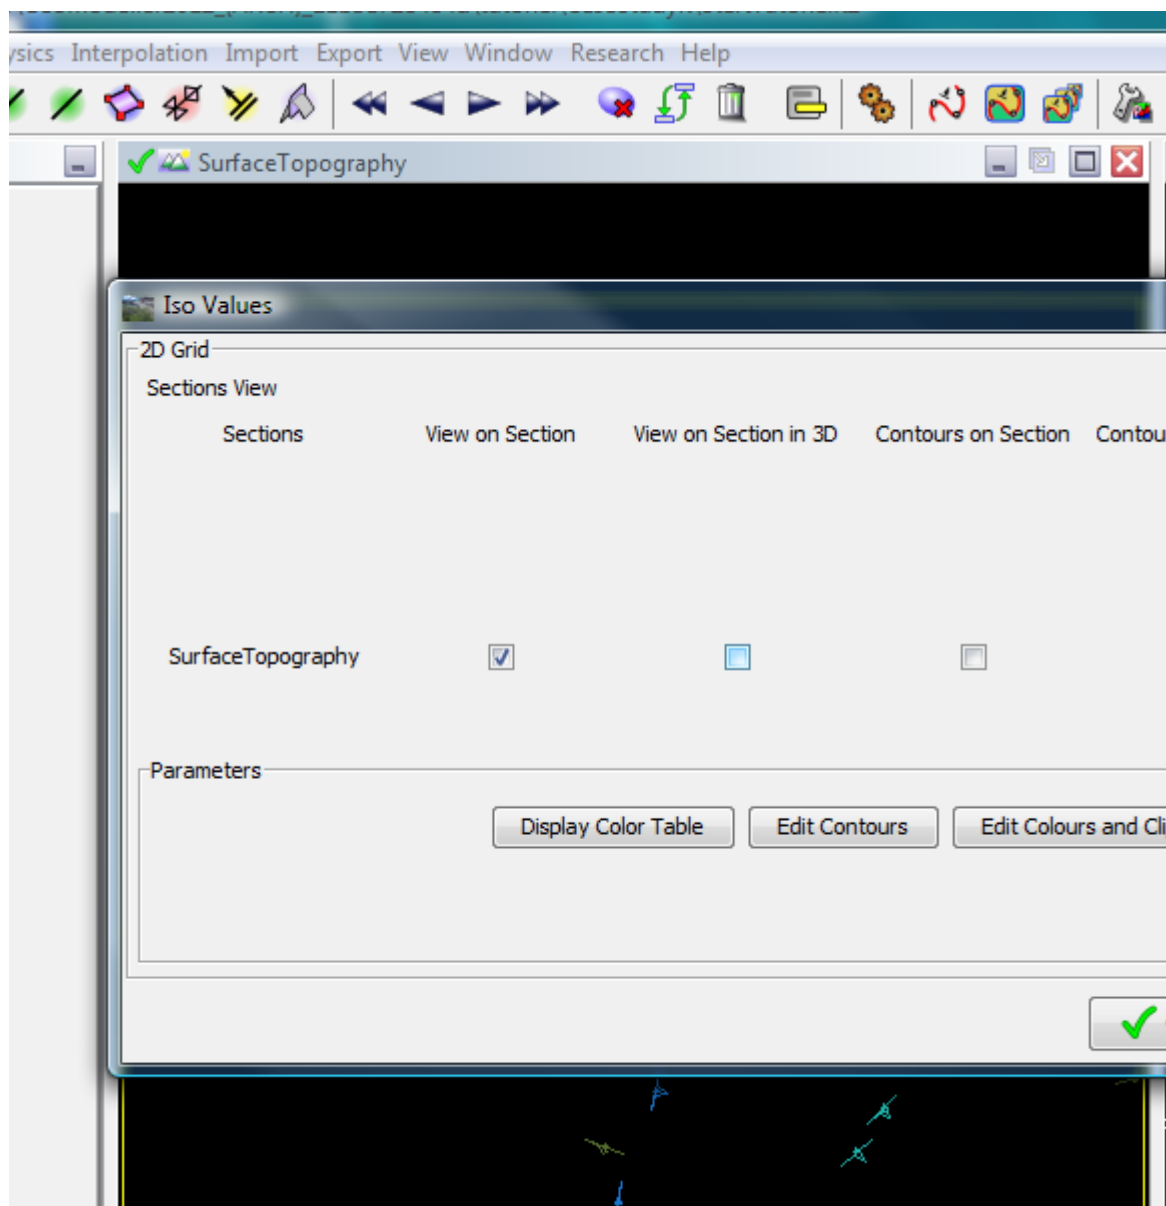 ysics Interpolation Import Export View Window Research Help
SurfaceTopography
Iso Values
2D Grid
Sections View
Sections View on Section View on Section in 3D Contours on Section Contou
SurfaceTopography
Parameters
Display Color Table Edit Contours Edit Colours and Cli